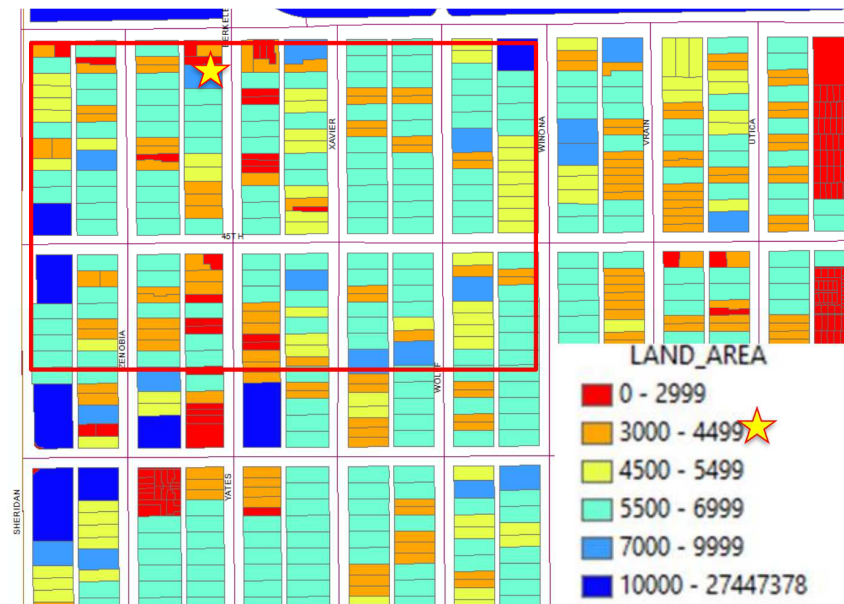 BERKELE
XAVIER
WINONA
VRAIN
UTICA
45TH
ZENOBIA
WOLFF
YATES
SHERIDAN
LAND_AREA
0 - 2999
3000 - 4499
4500 - 5499
5500 - 6999
7000 - 9999
10000 - 27447378